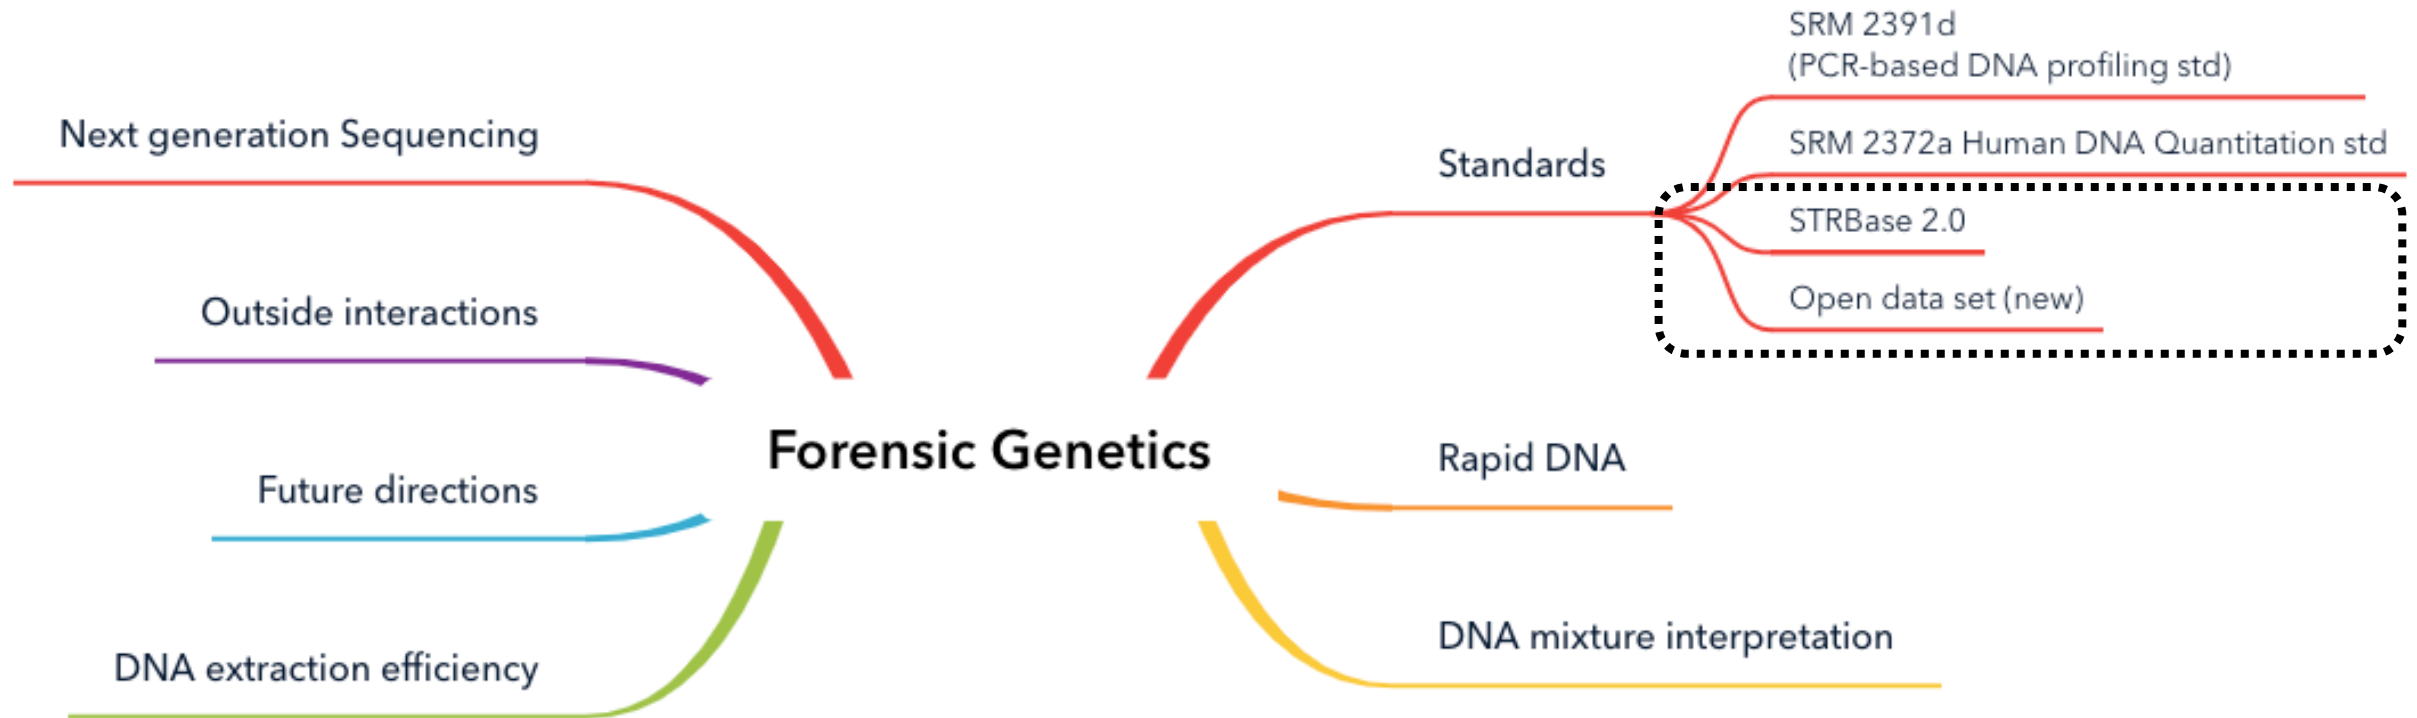 Next generation Sequencing
Outside interactions
Future directions
DNA extraction efficiency
Forensic Genetics
Standards
SRM 2391d
(PCR-based DNA profiling std)
SRM 2372a Human DNA Quantitation std
STRBase 2.0
Open data set (new)
Rapid DNA
DNA mixture interpretation